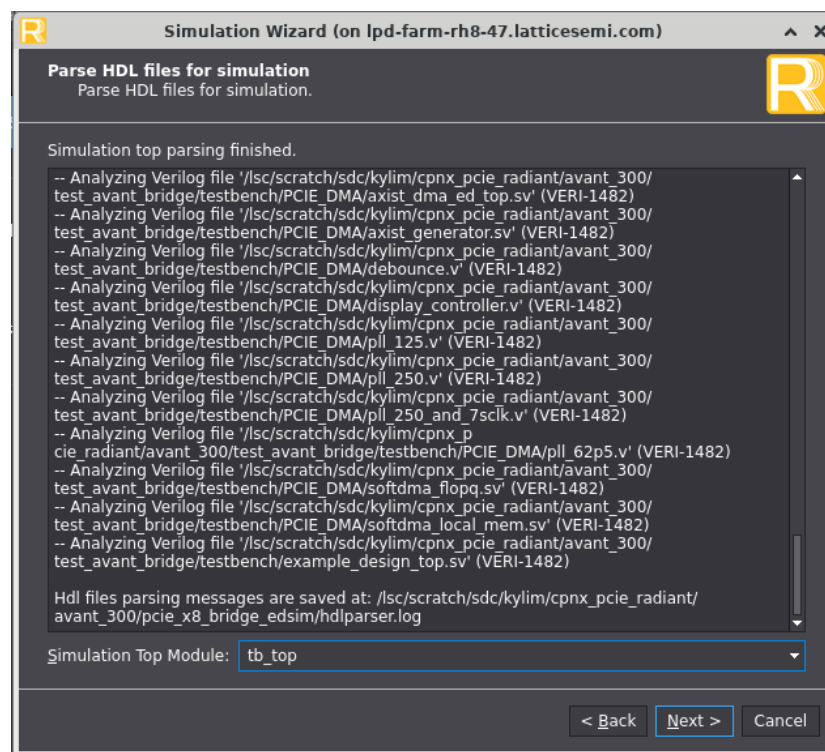 Simulation Wizard (on lpd-farm-rh8-47.latticesemi.com)
Parse HDL files for simulation
Parse HDL files for simulation.
Simulation top parsing finished.
-- Analyzing Verilog file '/lsc/scratch/sdc/kylim/cpnx_pcie_radiant/avant_300/
test_avant_bridge/testbench/PCIE_DMA/axist_dma_ed_top.sv' (VERI-1482)
-- Analyzing Verilog file '/lsc/scratch/sdc/kylim/cpnx_pcie_radiant/avant_300/
test_avant_bridge/testbench/PCIE_DMA/axist_generator.sv' (VERI-1482)
-- Analyzing Verilog file '/lsc/scratch/sdc/kylim/cpnx_pcie_radiant/avant_300/
test_avant_bridge/testbench/PCIE_DMA/debounce.v' (VERI-1482)
-- Analyzing Verilog file '/lsc/scratch/sdc/kylim/cpnx_pcie_radiant/avant_300/
test_avant_bridge/testbench/PCIE_DMA/display_controller.v' (VERI-1482)
-- Analyzing Verilog file '/lsc/scratch/sdc/kylim/cpnx_pcie_radiant/avant_300/
test_avant_bridge/testbench/PCIE_DMA/pll_125.v' (VERI-1482)
-- Analyzing Verilog file '/lsc/scratch/sdc/kylim/cpnx_pcie_radiant/avant_300/
test_avant_bridge/testbench/PCIE_DMA/pll_250.v' (VERI-1482)
-- Analyzing Verilog file '/lsc/scratch/sdc/kylim/cpnx_pcie_radiant/avant_300/
test_avant_bridge/testbench/PCIE_DMA/pll_250_and_7sclk.v' (VERI-1482)
-- Analyzing Verilog file '/lsc/scratch/sdc/kylim/cpnx_p
cie_radiant/avant_300/test_avant_bridge/testbench/PCIE_DMA/pll_62p5.v' (VERI-1482)
-- Analyzing Verilog file '/lsc/scratch/sdc/kylim/cpnx_pcie_radiant/avant_300/
test_avant_bridge/testbench/PCIE_DMA/softdma_flopq.sv' (VERI-1482)
-- Analyzing Verilog file '/lsc/scratch/sdc/kylim/cpnx_pcie_radiant/avant_300/
test_avant_bridge/testbench/PCIE_DMA/softdma_local_mem.sv' (VERI-1482)
-- Analyzing Verilog file '/lsc/scratch/sdc/kylim/cpnx_pcie_radiant/avant_300/
test_avant_bridge/testbench/example_design_top.sv' (VERI-1482)
Hdl files parsing messages are saved at: /lsc/scratch/sdc/kylim/cpnx_pcie_radiant/
avant_300/pcie_x8_bridge_edsim/hdlparser.log
Simulation Top Module: tb_top
< Back Next > Cancel